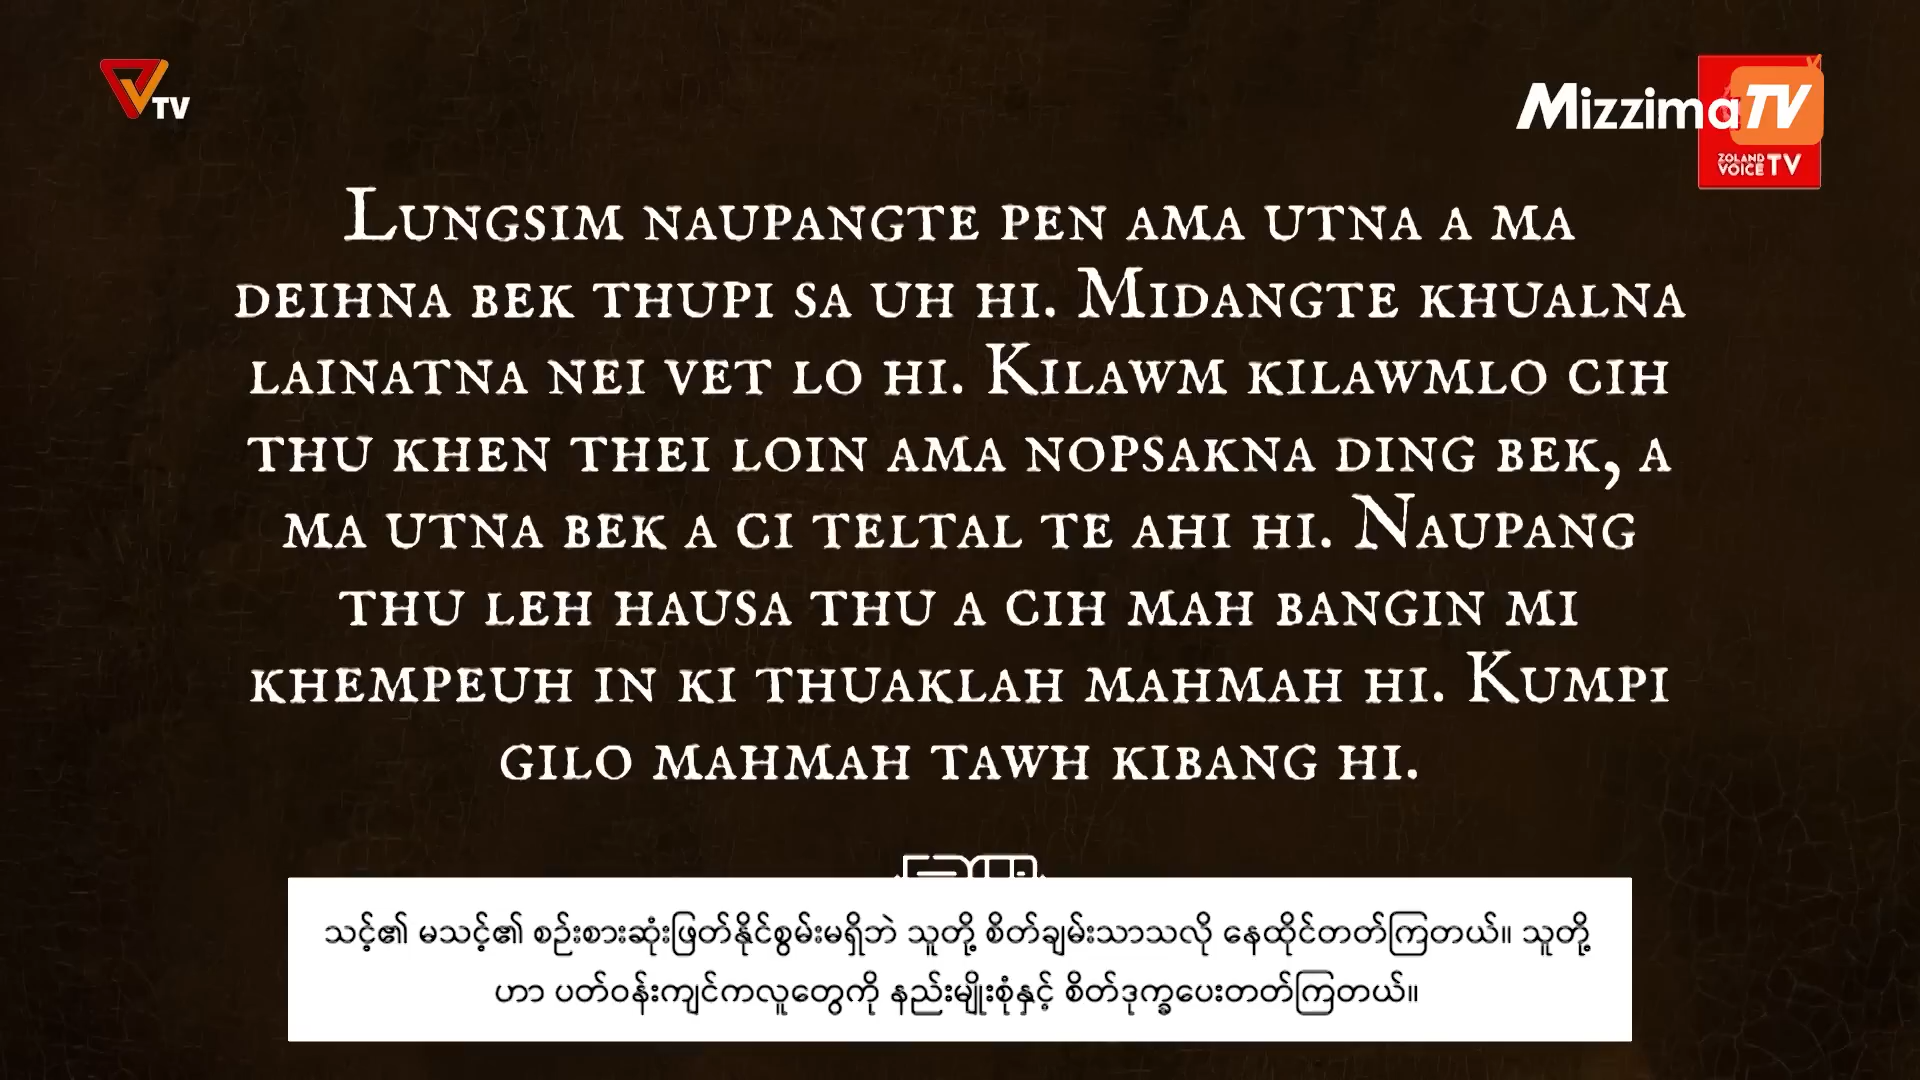 TV
MizzimaTV
ZOLAND
VOICE TV
Lungsim naupangte pen ama utna a ma
deihna bek thupi sa uh hi. Midangte khualna
lainatna nei vet lo hi. Kilawm kilawmlo cih
thu khen thei loin ama nopsakna ding bek, a
ma utna bek a ci teltal te ahi hi. Naupang
thu leh hausa thu a cih mah bangin mi
khempeuh in ki thuaklah mahmah hi. Kumpi
gilo mahmah tawh kibang hi.
သင့်၏ မသင့်၏ စဉ်းစားဆုံးဖြတ်နိုင်စွမ်းမရှိဘဲ သူတို့ စိတ်ချမ်းသာသလို နေထိုင်တတ်ကြတယ်။ သူတို့
ဟာ ပတ်ဝန်းကျင်ကလူတွေကို နည်းမျိုးစုံနှင့် စိတ်ဒုက္ခပေးတတ်ကြတယ်။